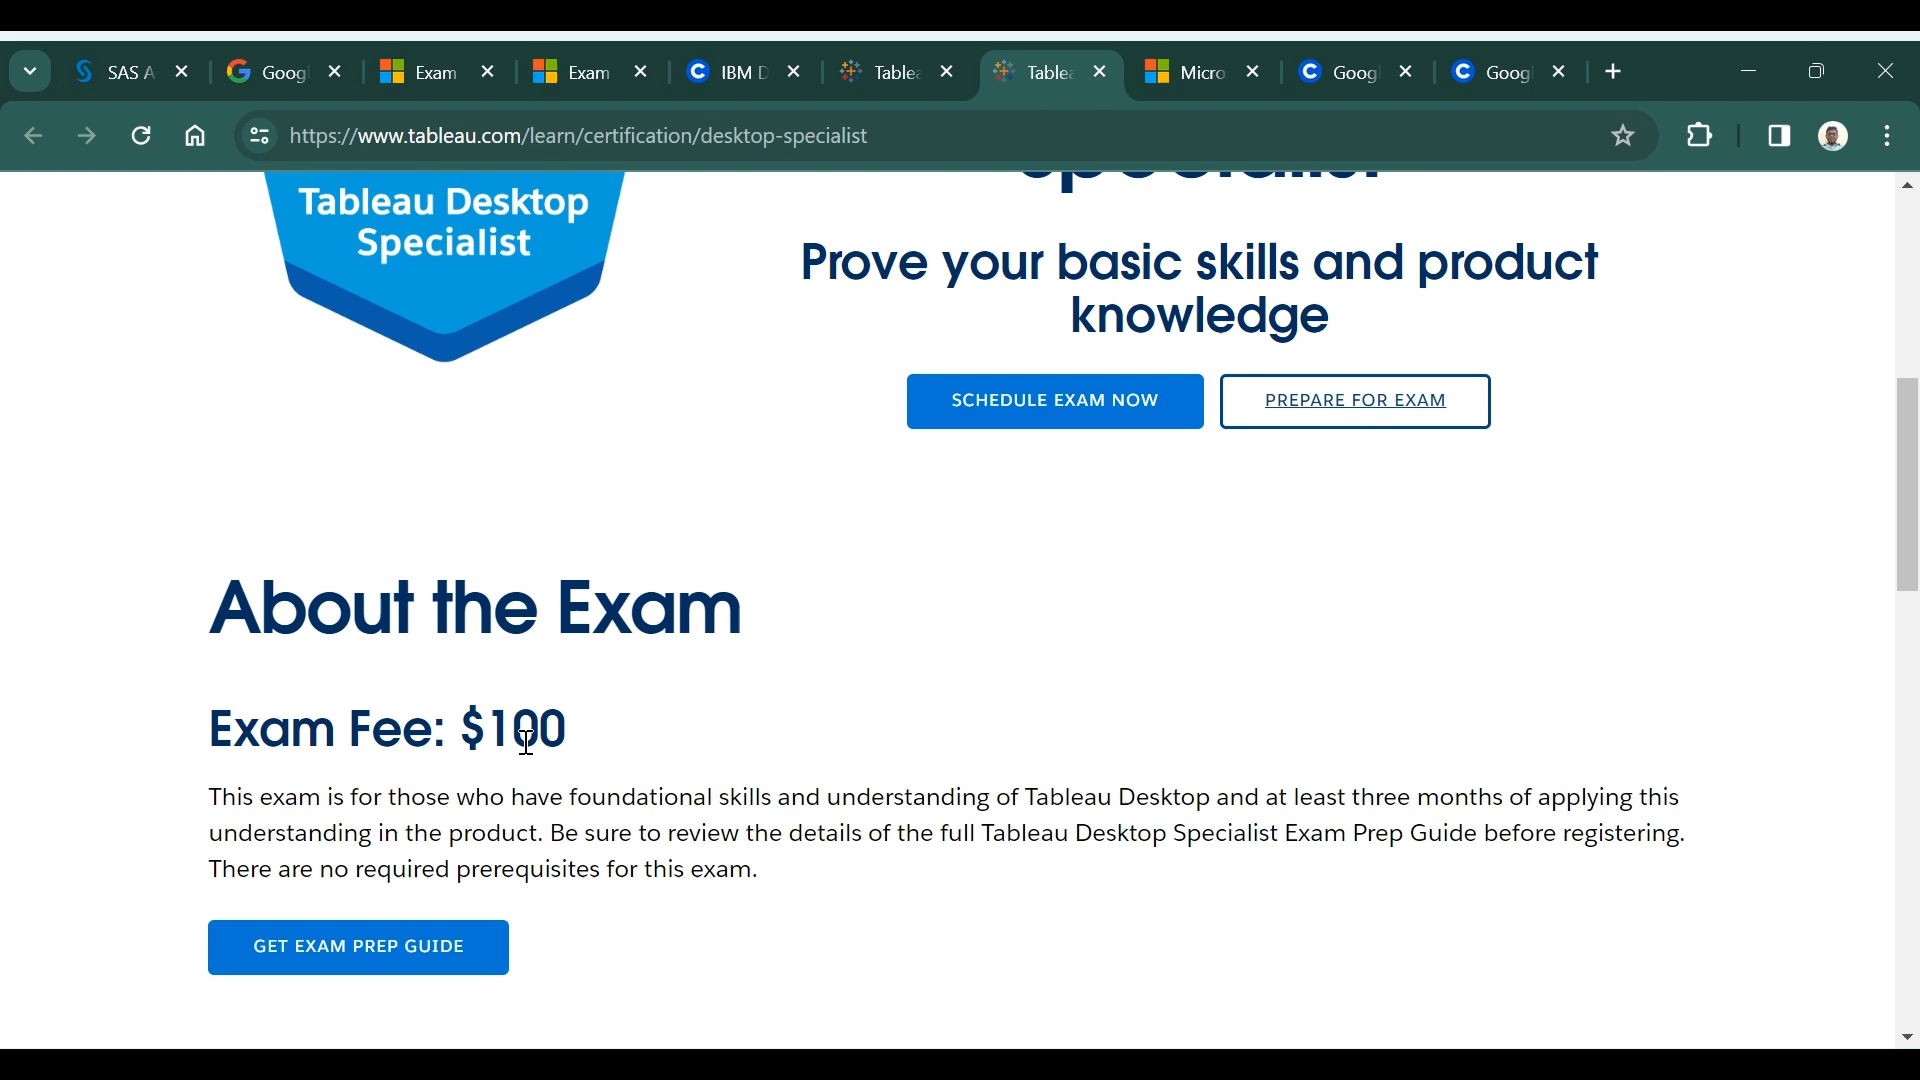 SAS A
Goog
Exam
Exam
IBM D
Table
Table
Micro
Goog
Goog
https://www.tableau.com/learn/certification/desktop-specialist
Tableau Desktop
Specialist
Prove your basic skills and product
knowledge
SCHEDULE EXAM NOW
PREPARE FOR EXAM
About the Exam
Exam Fee: $100
This exam is for those who have foundational skills and understanding of Tableau Desktop and at least three months of applying this
understanding in the product. Be sure to review the details of the full Tableau Desktop Specialist Exam Prep Guide before registering.
There are no required prerequisites for this exam.
GET EXAM PREP GUIDE